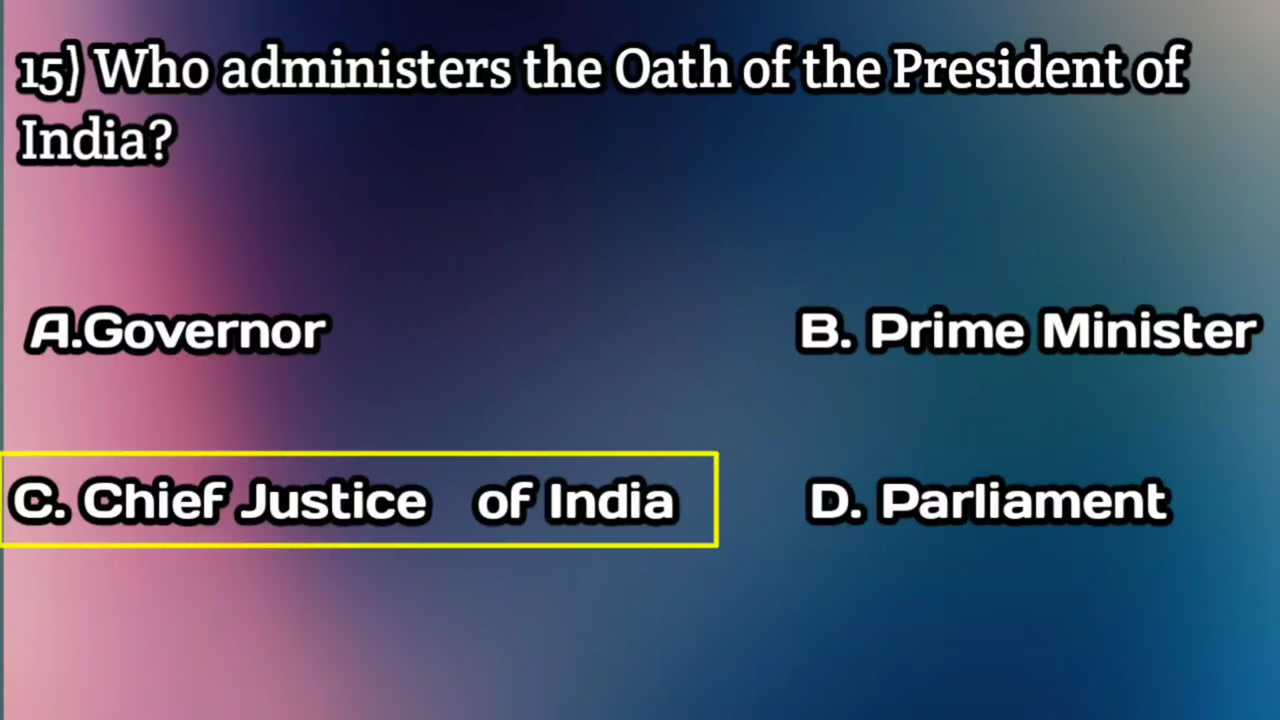 15) Who administers the Oath of the President of
India?
A.Governor
B. Prime Minister
C. Chief Justice of India
D. Parliament